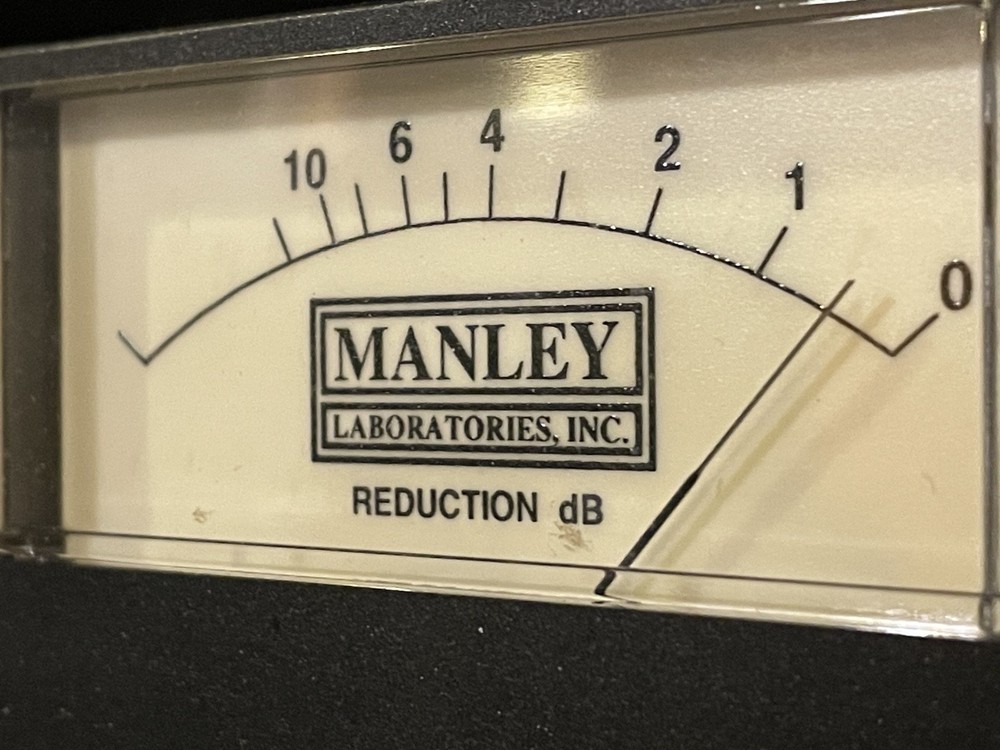 10 6 4 2 1 0
MANLEY
LABORATORIES, INC.
REDUCTION dB